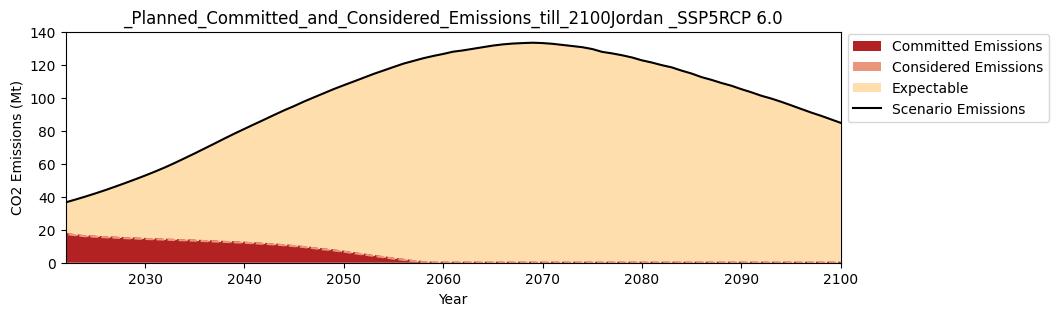 _Planned_Committed_and_Considered_Emissions_till_2100Jordan _SSP5RCP 6.0
CO2 Emissions (Mt)
140
120
100
80
60
40
20
0
2030 2040 2050 2060 2070 2080 2090 2100
Year
Committed Emissions
Considered Emissions
Expectable
Scenario Emissions